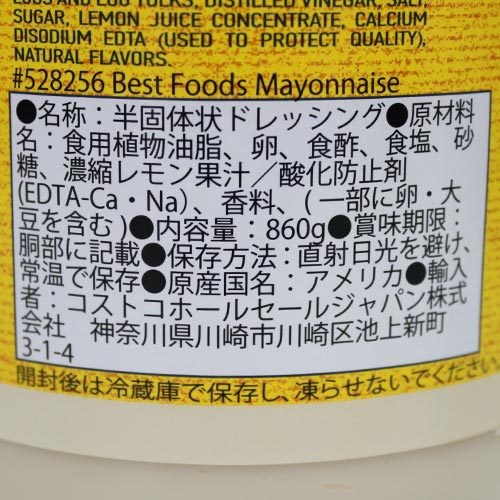 EGGS AND EGG YOLKS, DISTILLED VINEGAR, SALT,
SUGAR, LEMON JUICE CONCENTRATE, CALCIUM
DISODIUM EDTA (USED TO PROTECT QUALITY),
NATURAL FLAVORS.
#528256 Best Foods Mayonnaise
●名称：半固体状ドレッシング●原材料
名：食用植物油脂、卵、食酢、食塩、砂
糖、濃縮レモン果汁／酸化防止剤
(EDTA-Ca・Na)、香料、(一部に卵・大
豆を含む)●内容量：860g●賞味期限：
胴部に記載●保存方法：直射日光を避け、
常温で保存●原産国名：アメリカ●輸入
者：コストコホールセールジャパン株式
会社　神奈川県川崎市川崎区池上新町
3-1-4
開封後は冷蔵庫で保存し、凍らせないでください